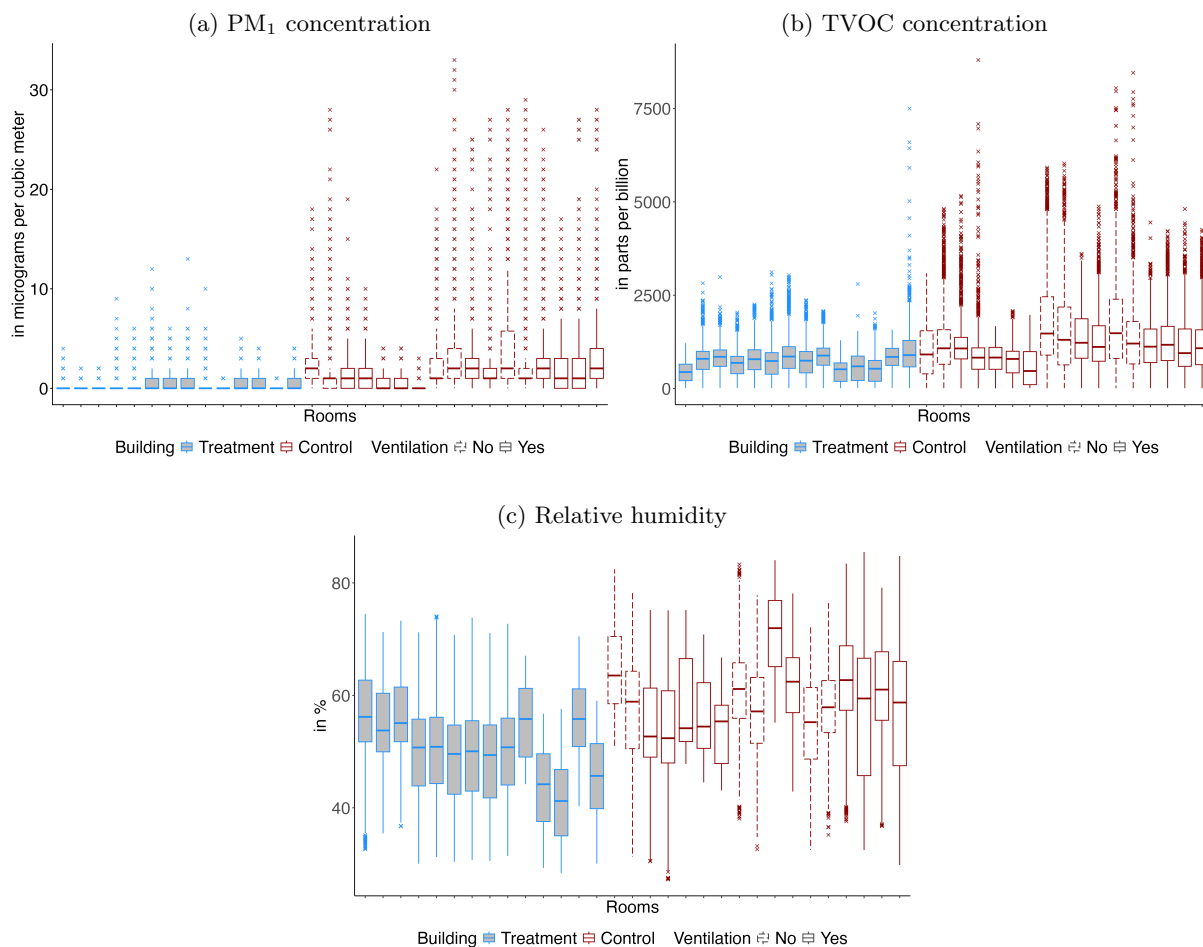 (a) PM₁ concentration
in micrograms per cubic meter
30
20
10
0
Rooms
Building Treatment Control Ventilation No Yes
(b) TVOC concentration
in parts per billion
7500
5000
2500
0
Rooms
Building Treatment Control Ventilation No Yes
(c) Relative humidity
in %
80
60
40
Rooms
Building Treatment Control Ventilation No Yes